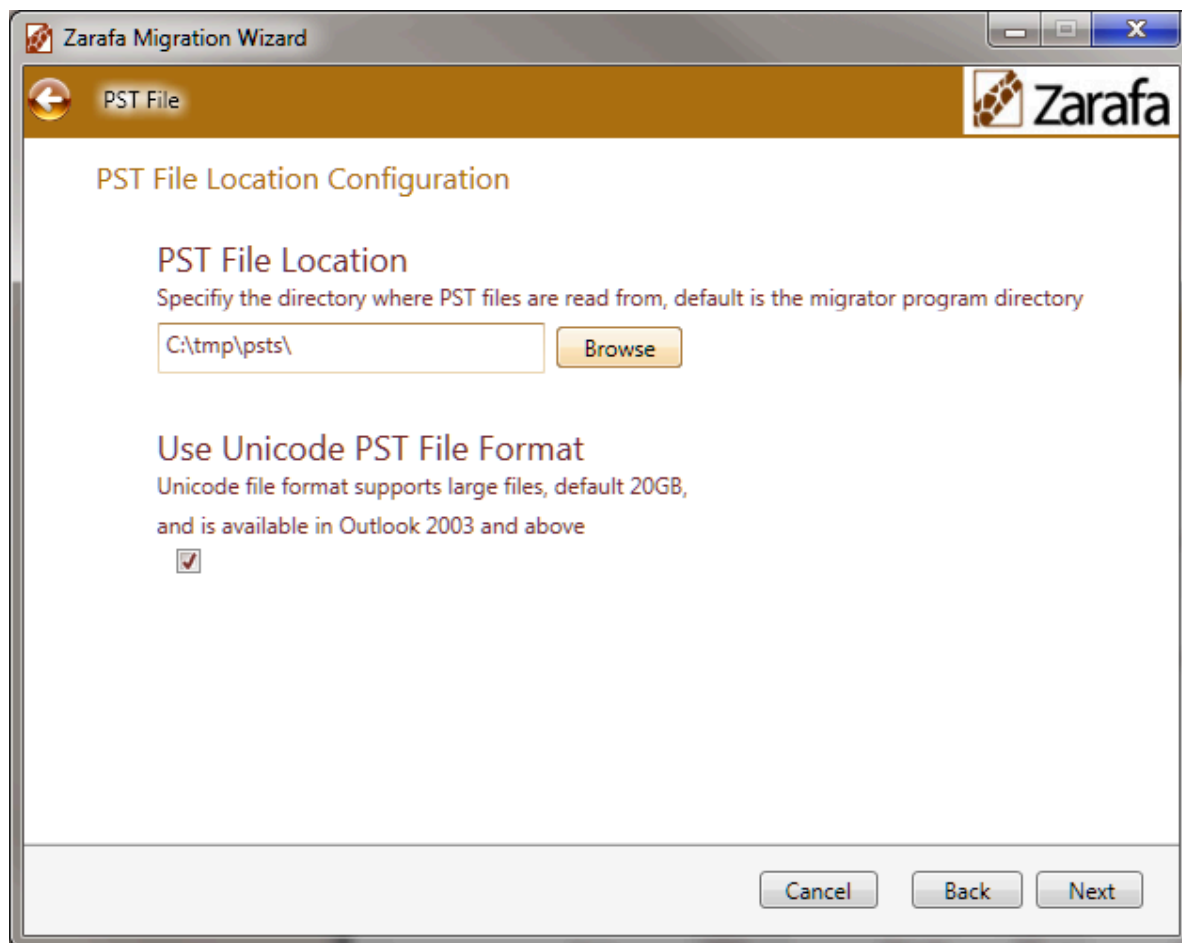 Zarafa Migration Wizard
PST File
Zarafa
PST File Location Configuration
PST File Location
Specifiy the directory where PST files are read from, default is the migrator program directory
C:\tmp\psts\
Browse
Use Unicode PST File Format
Unicode file format supports large files, default 20GB,
and is available in Outlook 2003 and above
Cancel Back Next